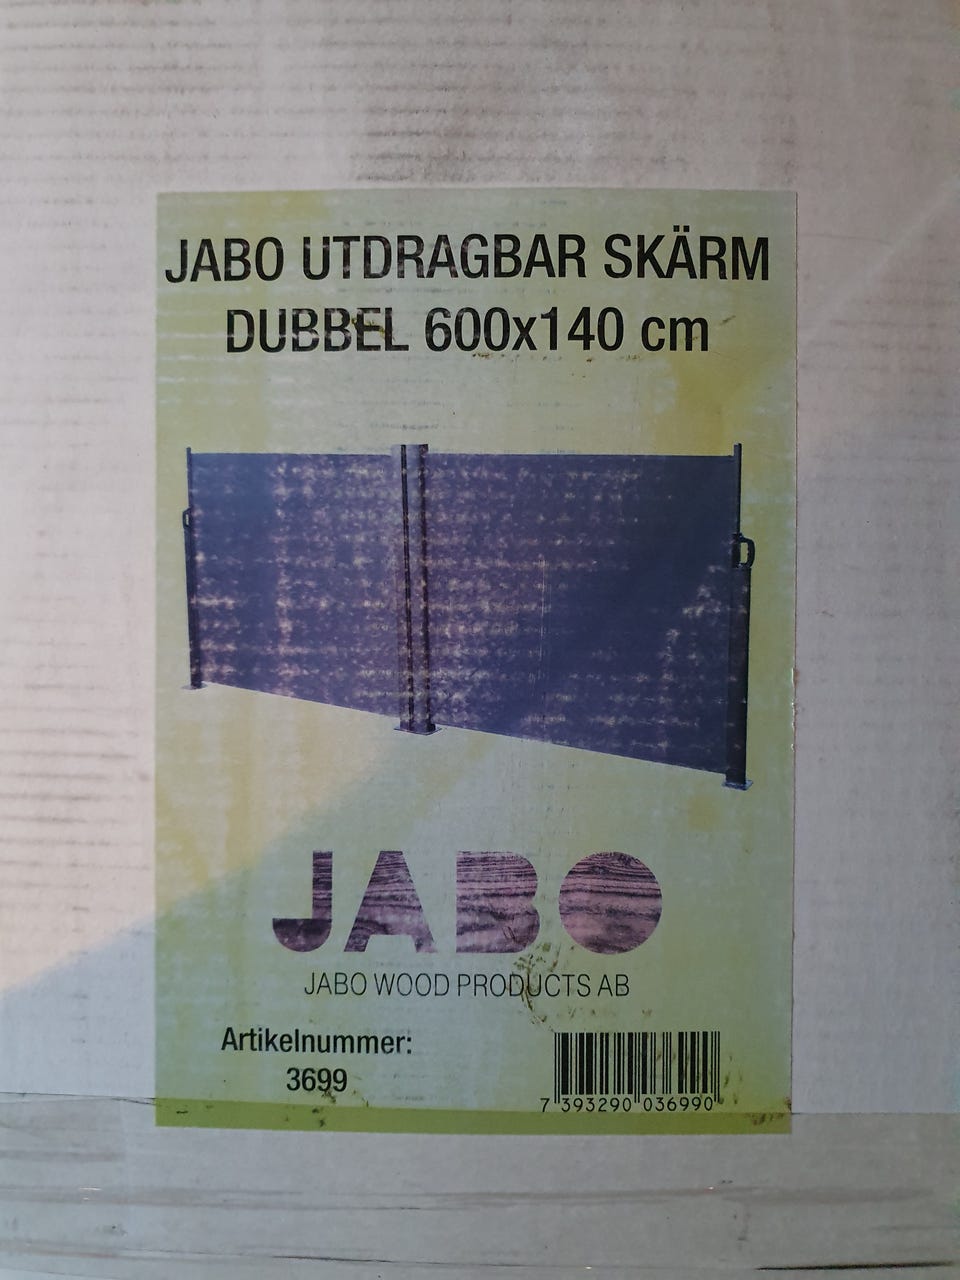 JABO UTDRAGBAR SKÄRM
DUBBEL 600x140 cm
JABO
JABO WOOD PRODUCTS AB
Artikelnummer:
3699
7 393290 036990